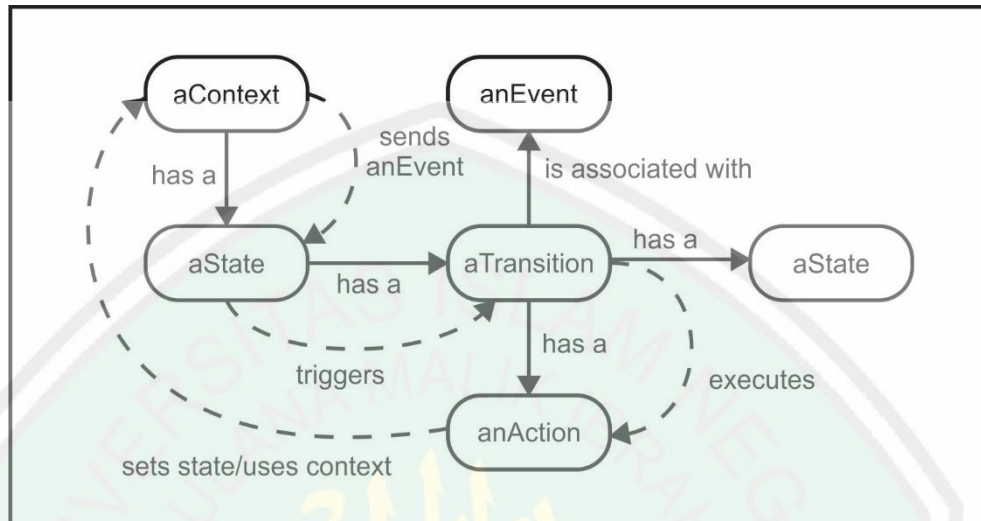 aContext
anEvent
sends
anEvent
has a
is associated with
aState
has a
aTransition
has a
aState
triggers
has a
executes
anAction
sets state/uses context